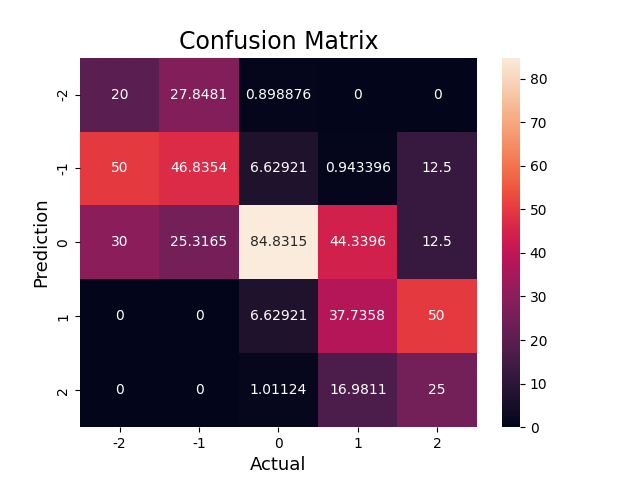 Confusion Matrix
-2 20 27.8481 0.898876 0 0
-1 50 46.8354 6.62921 0.943396 12.5
0 30 25.3165 84.8315 44.3396 12.5
1 0 0 6.62921 37.7358 50
2 0 0 1.01124 16.9811 25
-2 -1 0 1 2
Prediction
Actual
80
70
60
50
40
30
20
10
0